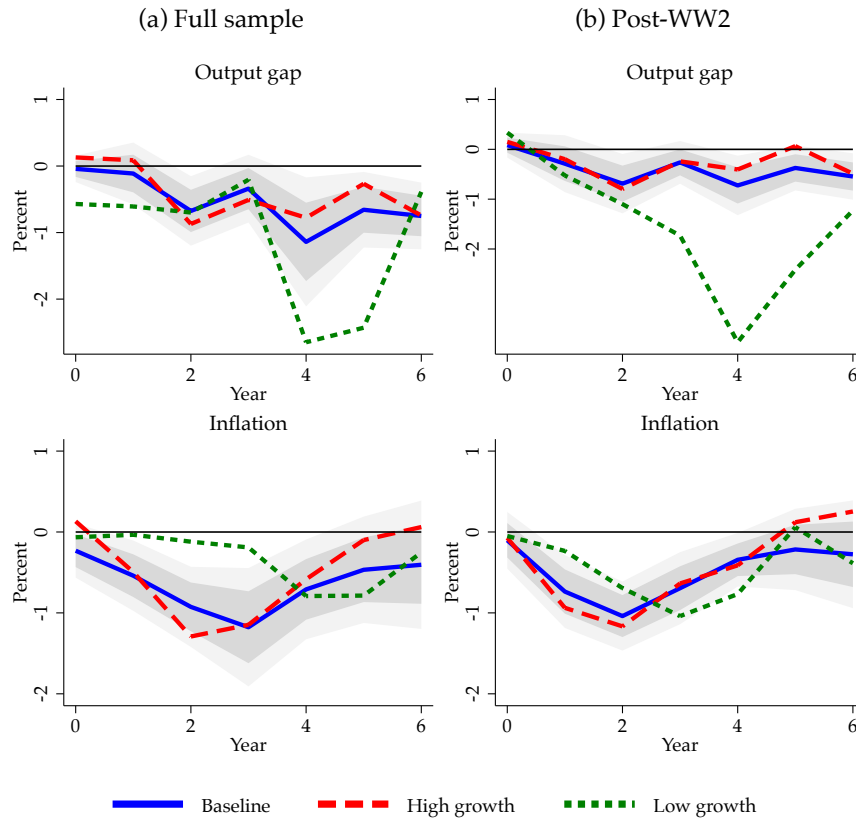 (a) Full sample
(b) Post-WW2
Output gap
1
0
-1
-2
Percent
0 2 4 6
Year
Output gap
1
0
-1
-2
Percent
0 2 4 6
Year
Inflation
1
0
-1
-2
Percent
0 2 4 6
Year
Inflation
1
0
-1
-2
Percent
0 2 4 6
Year
Baseline High growth Low growth